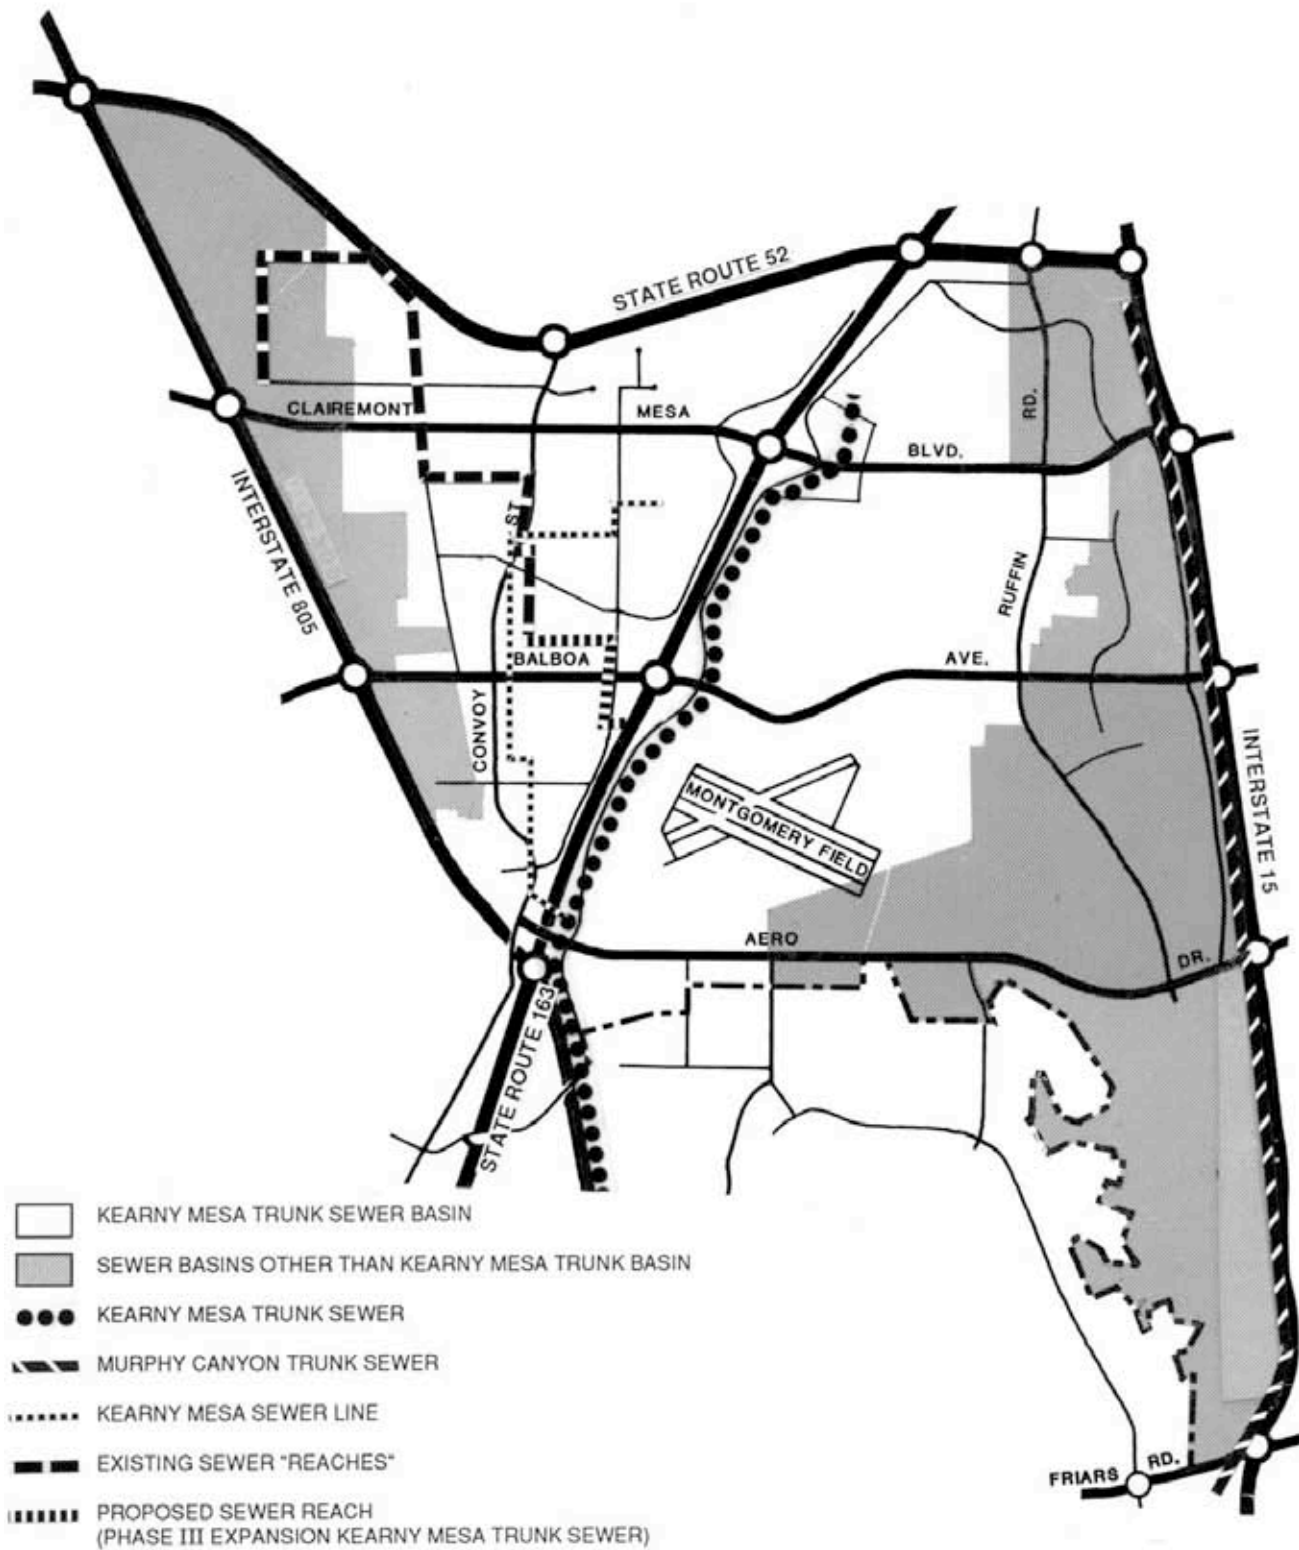 STATE ROUTE 52
CLAIREMONT MESA BLVD.
RD.
INTERSTATE 805
ST
RUFFIN
BALBOA AVE.
CONVOY
MONTGOMERY FIELD
INTERSTATE 15
AERO DR.
STATE ROUTE 163
FRIARS RD.
KEARNY MESA TRUNK SEWER BASIN
SEWER BASINS OTHER THAN KEARNY MESA TRUNK BASIN
KEARNY MESA TRUNK SEWER
MURPHY CANYON TRUNK SEWER
KEARNY MESA SEWER LINE
EXISTING SEWER "REACHES"
PROPOSED SEWER REACH
(PHASE III EXPANSION KEARNY MESA TRUNK SEWER)